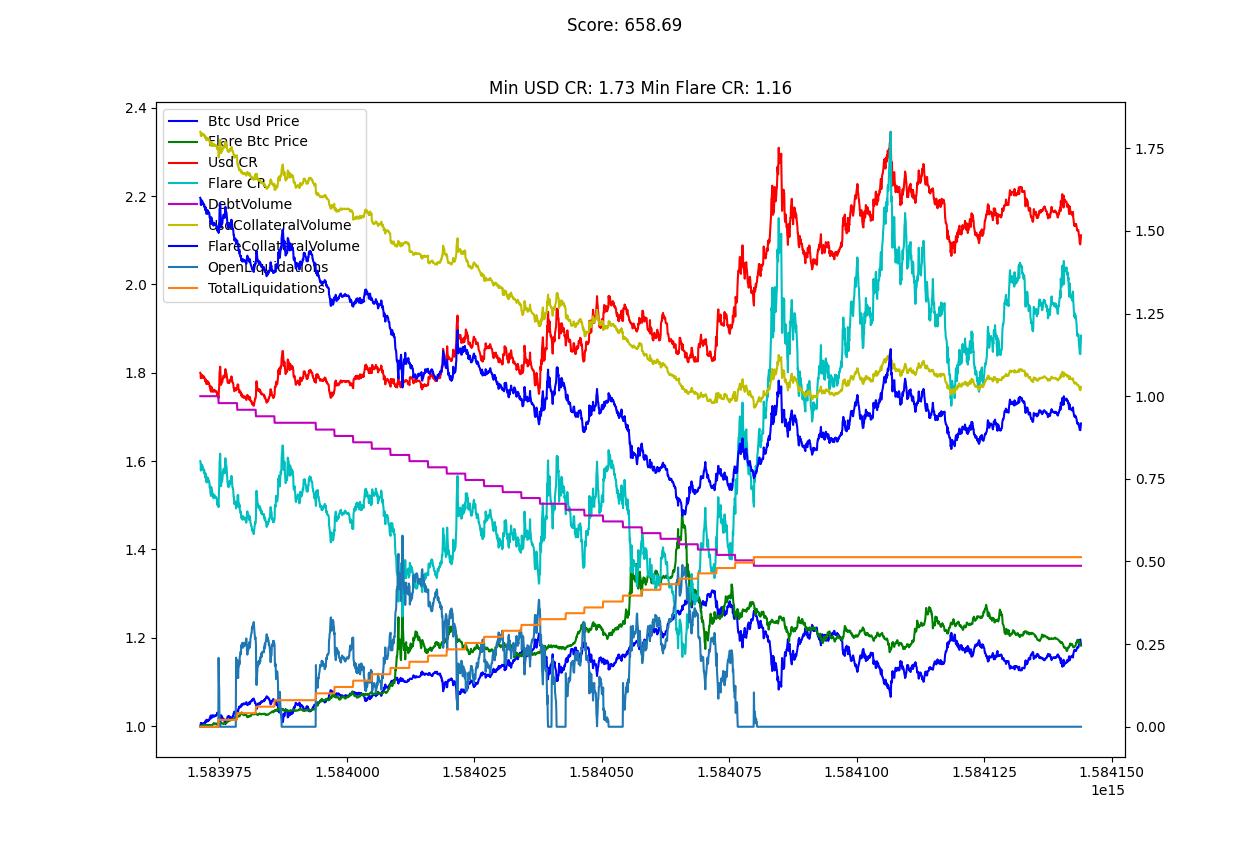 Score: 658.69
Min USD CR: 1.73 Min Flare CR: 1.16
Btc Usd Price
Flare Btc Price
Usd CR
Flare CR
DebtVolume
UsdCollateralVolume
FlareCollateralVolume
OpenLiquidations
TotalLiquidations
2.4
2.2
2.0
1.8
1.6
1.4
1.2
1.0
1.75
1.50
1.25
1.00
0.75
0.50
0.25
0.00
1.583975 1.584000 1.584025 1.584050 1.584075 1.584100 1.584125 1.584150
1e15